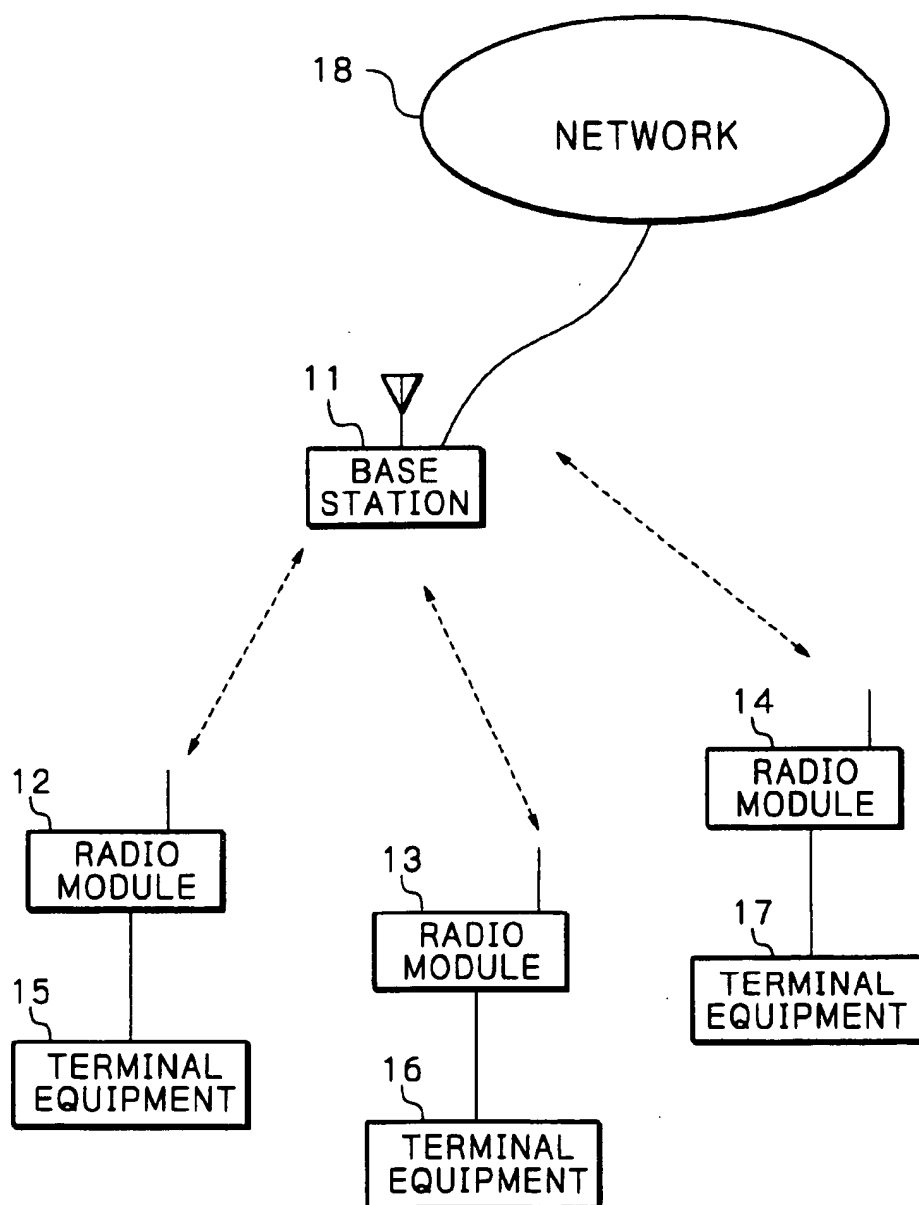 18
NETWORK
11
BASE
STATION
14
RADIO
MODULE
12
RADIO
MODULE
13
RADIO
MODULE
17
TERMINAL
EQUIPMENT
15
TERMINAL
EQUIPMENT
16
TERMINAL
EQUIPMENT